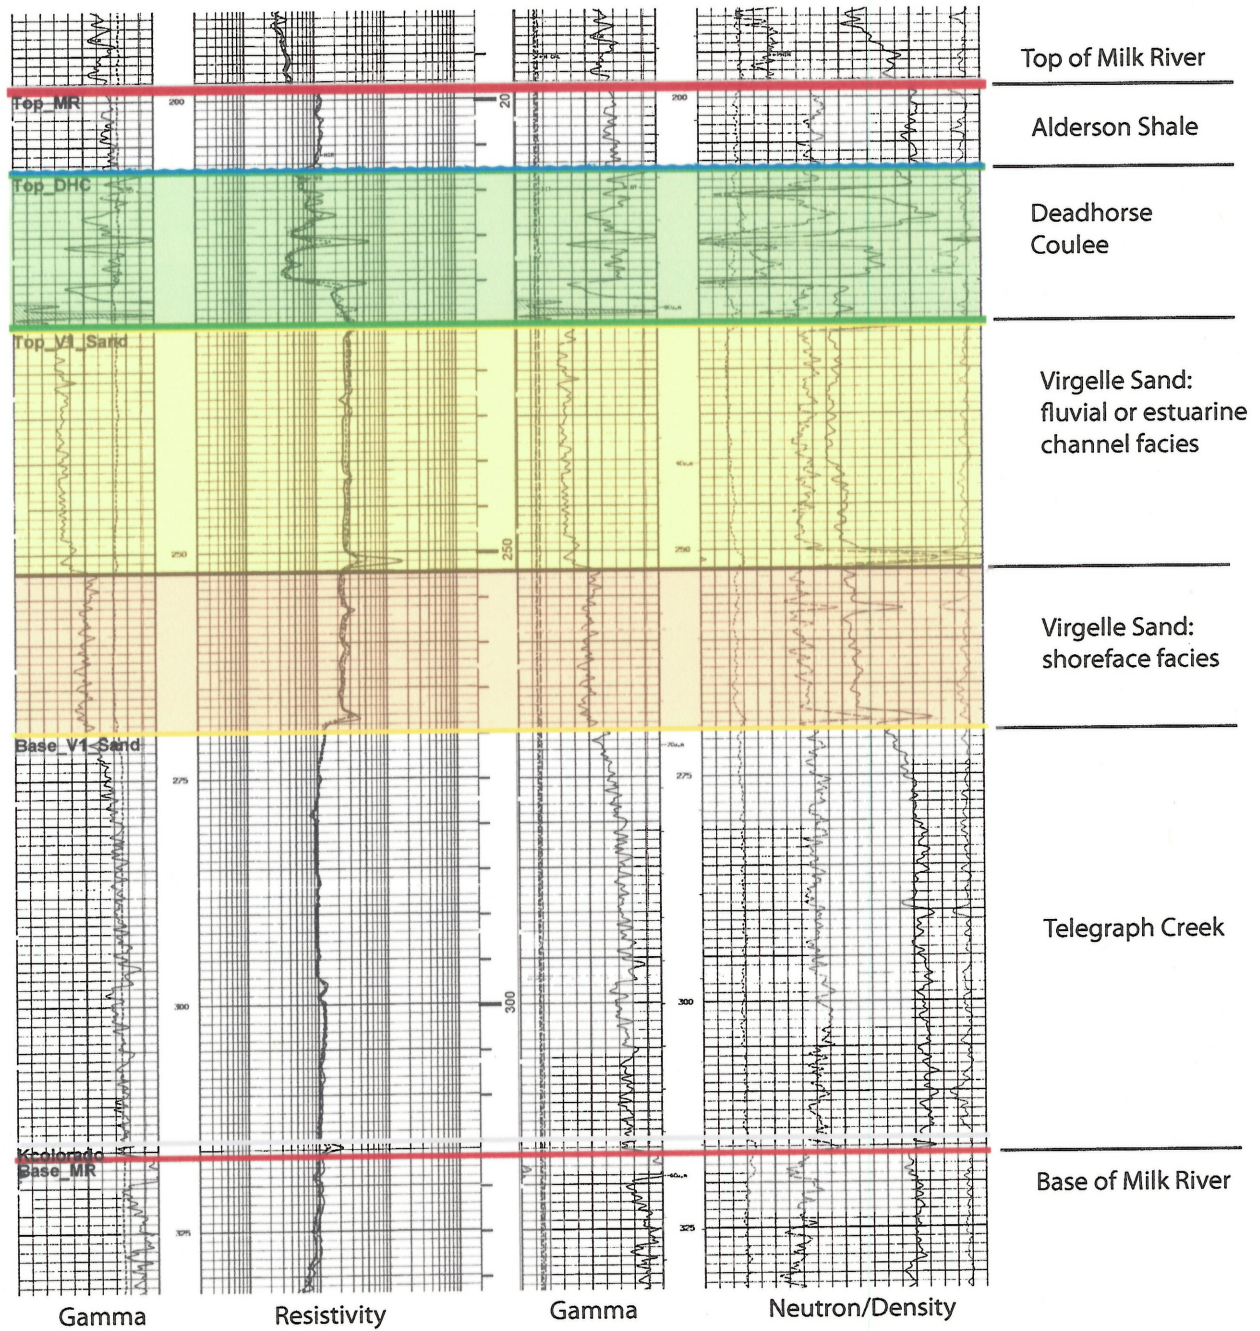 Top of Milk River
Top_MR
200
20
200
Alderson Shale
Top_DHC
Deadhorse
Coulee
Top_V1_Sand
Virgelle Sand:
fluvial or estuarine
channel facies
250
250
250
Virgelle Sand:
shoreface facies
Base_V1_Sand
275
275
Telegraph Creek
300
300
300
Kcolorado
Base_MR
Base of Milk River
325
325
Gamma
Resistivity
Gamma
Neutron/Density